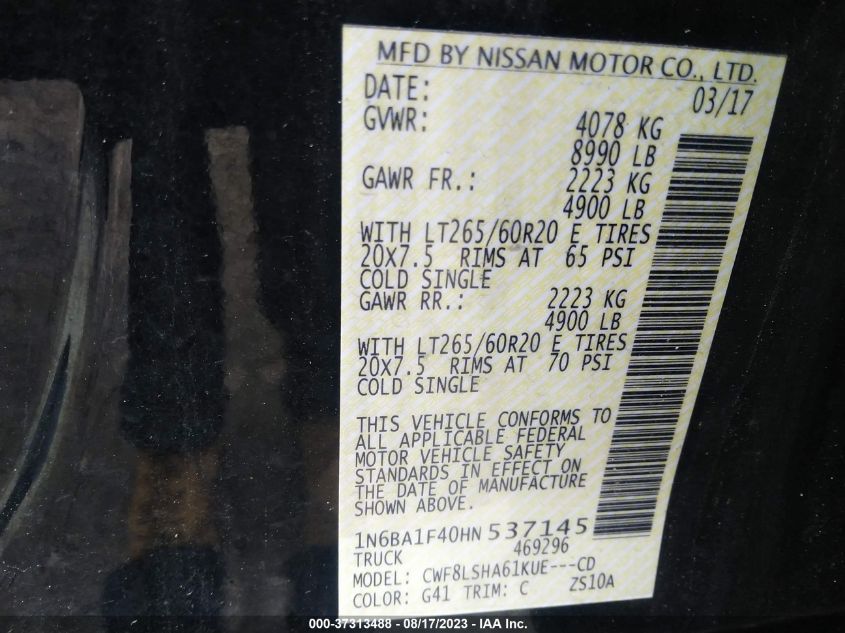 MFD BY NISSAN MOTOR CO., LTD.
DATE: 03/17
GVWR: 4078 KG
8990 LB
GAWR FR.: 2223 KG
4900 LB
WITH LT265/60R20 E TIRES
20X7.5 RIMS AT 65 PSI
COLD SINGLE
GAWR RR.: 2223 KG
4900 LB
WITH LT265/60R20 E TIRES
20X7.5 RIMS AT 70 PSI
COLD SINGLE
THIS VEHICLE CONFORMS TO
ALL APPLICABLE FEDERAL
MOTOR VEHICLE SAFETY
STANDARDS IN EFFECT ON
THE DATE OF MANUFACTURE
SHOWN ABOVE.
1N6BA1F40HN537145
TRUCK 469296
MODEL: CWF8LSHA61KUE---CD
COLOR: G41 TRIM: C ZS10A
000-37313488 - 08/17/2023 - IAA Inc.